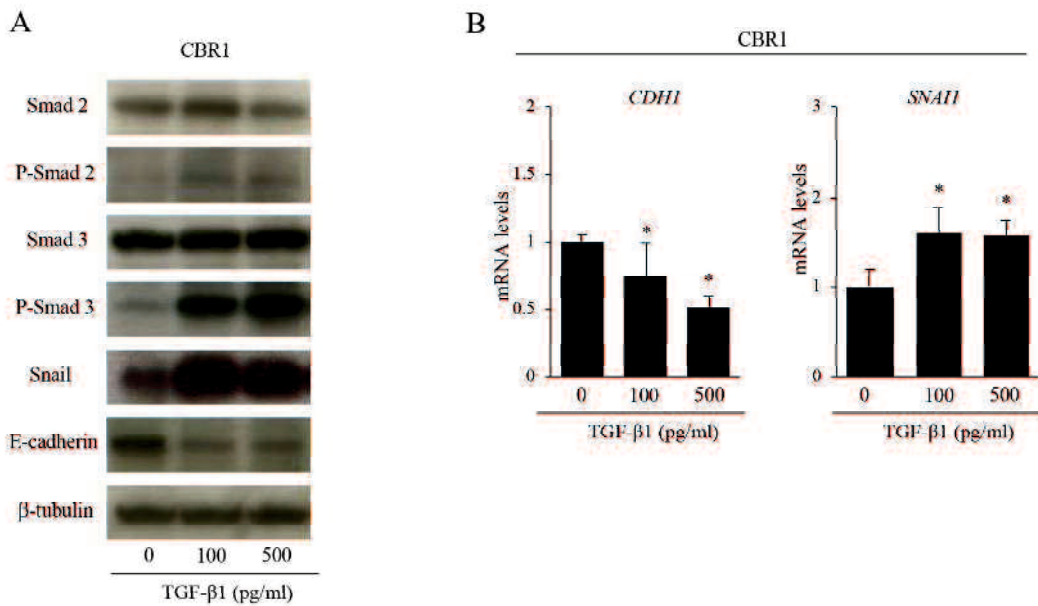 A
CBR1
Smad 2
P-Smad 2
Smad 3
P-Smad 3
Snail
E-cadherin
β-tubulin
0 100 500
TGF-β1 (pg/ml)
B
CBR1
CDH1
mRNA levels
2
1.5
1
0.5
0
*
*
0 100 500
TGF-β1 (pg/ml)
SNAI1
mRNA levels
3
2
1
0
*
*
0 100 500
TGF-β1 (pg/ml)